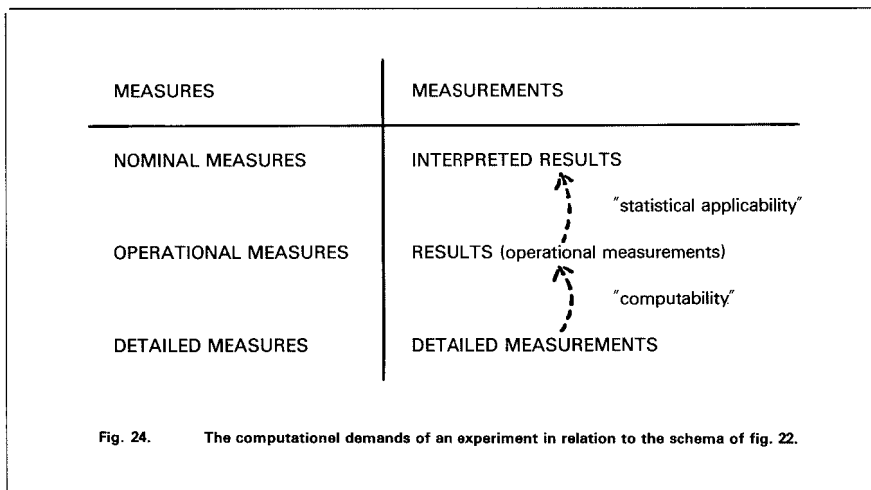 MEASURES MEASUREMENTS
NOMINAL MEASURES INTERPRETED RESULTS
"statistical applicability"
OPERATIONAL MEASURES RESULTS (operational measurements)
"computability"
DETAILED MEASURES DETAILED MEASUREMENTS
Fig. 24. The computationel demands of an experiment in relation to the schema of fig. 22.